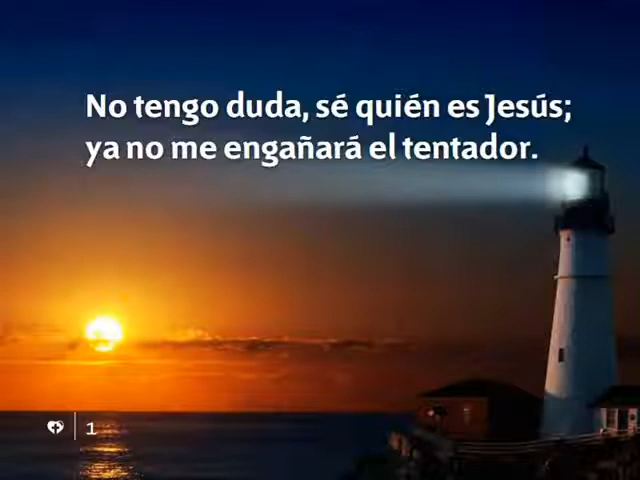 No tengo duda, sé quién es Jesús;
ya no me engañará el tentador.
1